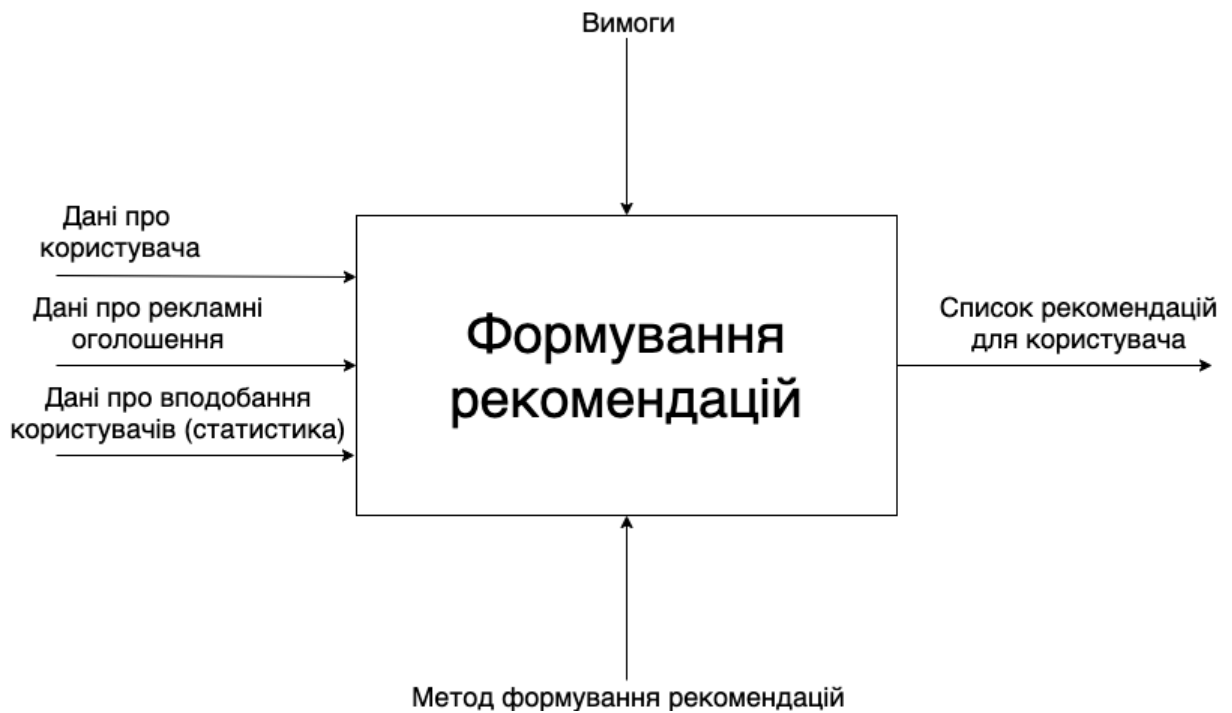 Вимоги
Дані про
користувача
Дані про рекламні
оголошення
Дані про вподобання
користувачів (статистика)
Формування
рекомендацій
Список рекомендацій
для користувача
Метод формування рекомендацій